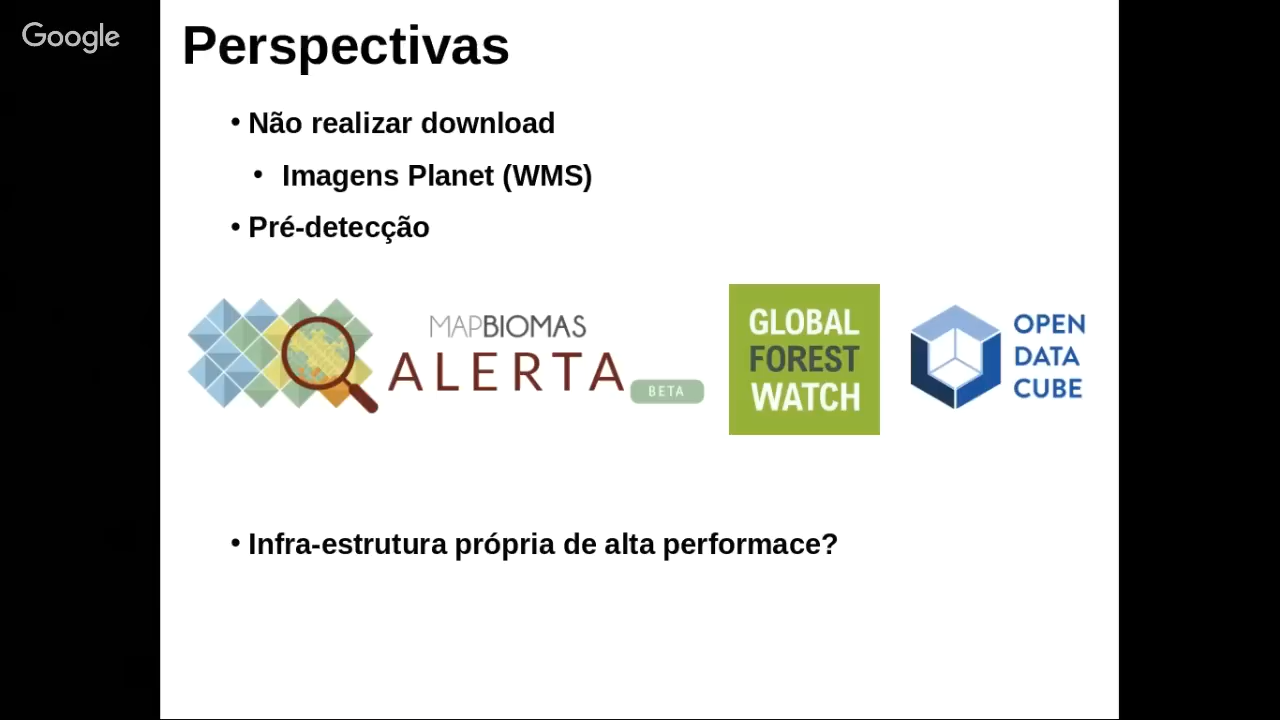 Google
Perspectivas
• Não realizar download
• Imagens Planet (WMS)
• Pré-detecção
MAPBIOMAS
ALERTA
BETA
GLOBAL
FOREST
WATCH
OPEN
DATA
CUBE
• Infra-estrutura própria de alta performace?